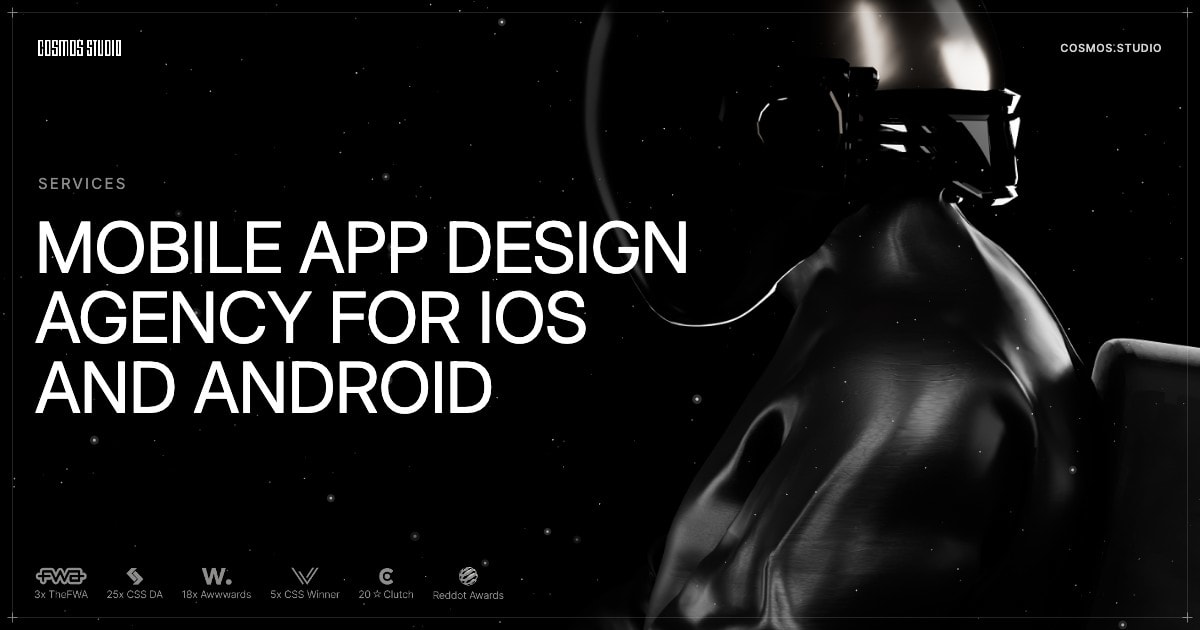 COSMOS STUDIO
COSMOS.STUDIO
SERVICES
MOBILE APP DESIGN
AGENCY FOR IOS
AND ANDROID
FWA
W.
3x TheFWA
25x CSS DA
18x Awwwards
5x CSS Winner
20 ☆ Clutch
Reddot Awards